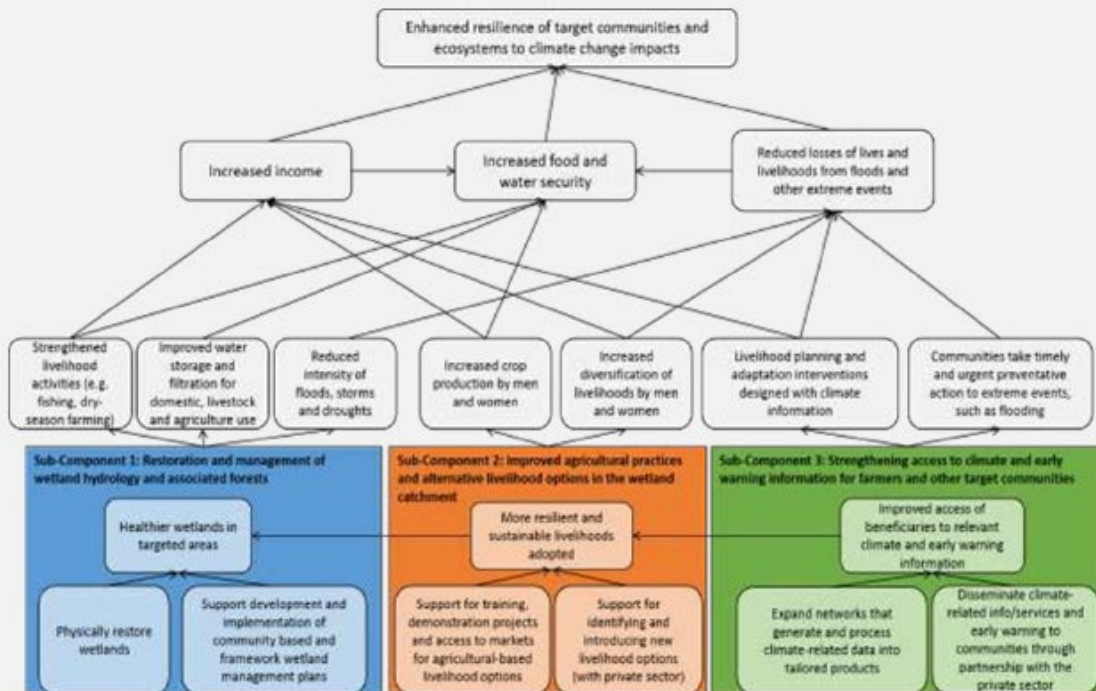 Enhanced resilience of target communities and
ecosystems to climate change impacts
Increased income
Increased food and
water security
Reduced losses of lives and
livelihoods from floods and
other extreme events
Strengthened
livelihood
activities (e.g.
fishing, dry-
season farming)
Improved water
storage and
filtration for
domestic, livestock
and agriculture use
Reduced
intensity of
floods, storms
and droughts
Increased crop
production by men
and women
Increased
diversification of
livelihoods by men
and women
Livelihood planning and
adaptation interventions
designed with climate
information
Communities take timely
and urgent preventative
action to extreme events,
such as flooding
Sub-Component 1: Restoration and management of
wetland hydrology and associated forests
Healthier wetlands in
targeted areas
Physically restore
wetlands
Support development and
implementation of
community based and
framework wetland
management plans
Sub-Component 2: Improved agricultural practices
and alternative livelihood options in the wetland
catchment
More resilient and
sustainable livelihoods
adopted
Support for training,
demonstration projects
and access to markets
for agricultural-based
livelihood options
Support for
identifying and
introducing new
livelihood options
(with private sector)
Sub-Component 3: Strengthening access to climate and early
warning information for farmers and other target communities
Improved access of
beneficiaries to relevant
climate and early warning
information
Expand networks that
generate and process
climate-related data into
tailored products
Disseminate climate-
related info/services and
early warning to
communities through
partnership with the
private sector